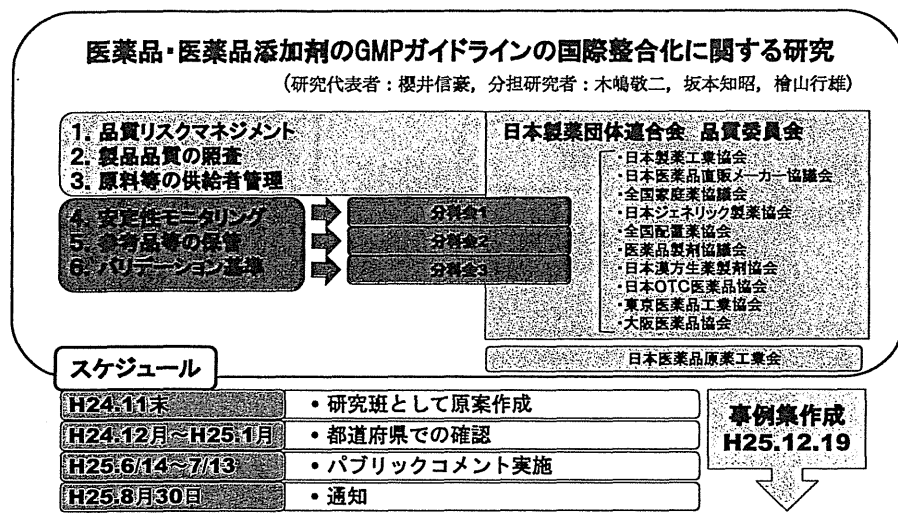 医薬品・医薬品添加剤のGMPガイドラインの国際整合化に関する研究
(研究代表者：櫻井信豪，分担研究者：木嶋敬二，坂本知昭，檜山行雄)
1. 品質リスクマネジメント
2. 製品品質の照査
3. 原料等の供給者管理
4. 安定性モニタリング
5. 参考品等の保管
6. バリデーション基準
分科会1
分科会2
分科会3
日本製薬団体連合会 品質委員会
・日本製薬工業協会
・日本医薬品直販メーカー協議会
・全国家庭薬協議会
・日本ジェネリック製薬協会
・全国配置薬協会
・医薬品製剤協議会
・日本漢方生薬製剤協会
・日本OTC医薬品協会
・東京医薬品工業協会
・大阪医薬品協会
日本医薬品原薬工業会
スケジュール
H24.11末 ・研究班として原案作成
H24.12月～H25.1月 ・都道府県での確認
H25.6/14～7/13 ・パブリックコメント実施
H25.8月30日 ・通知
事例集作成
H25.12.19